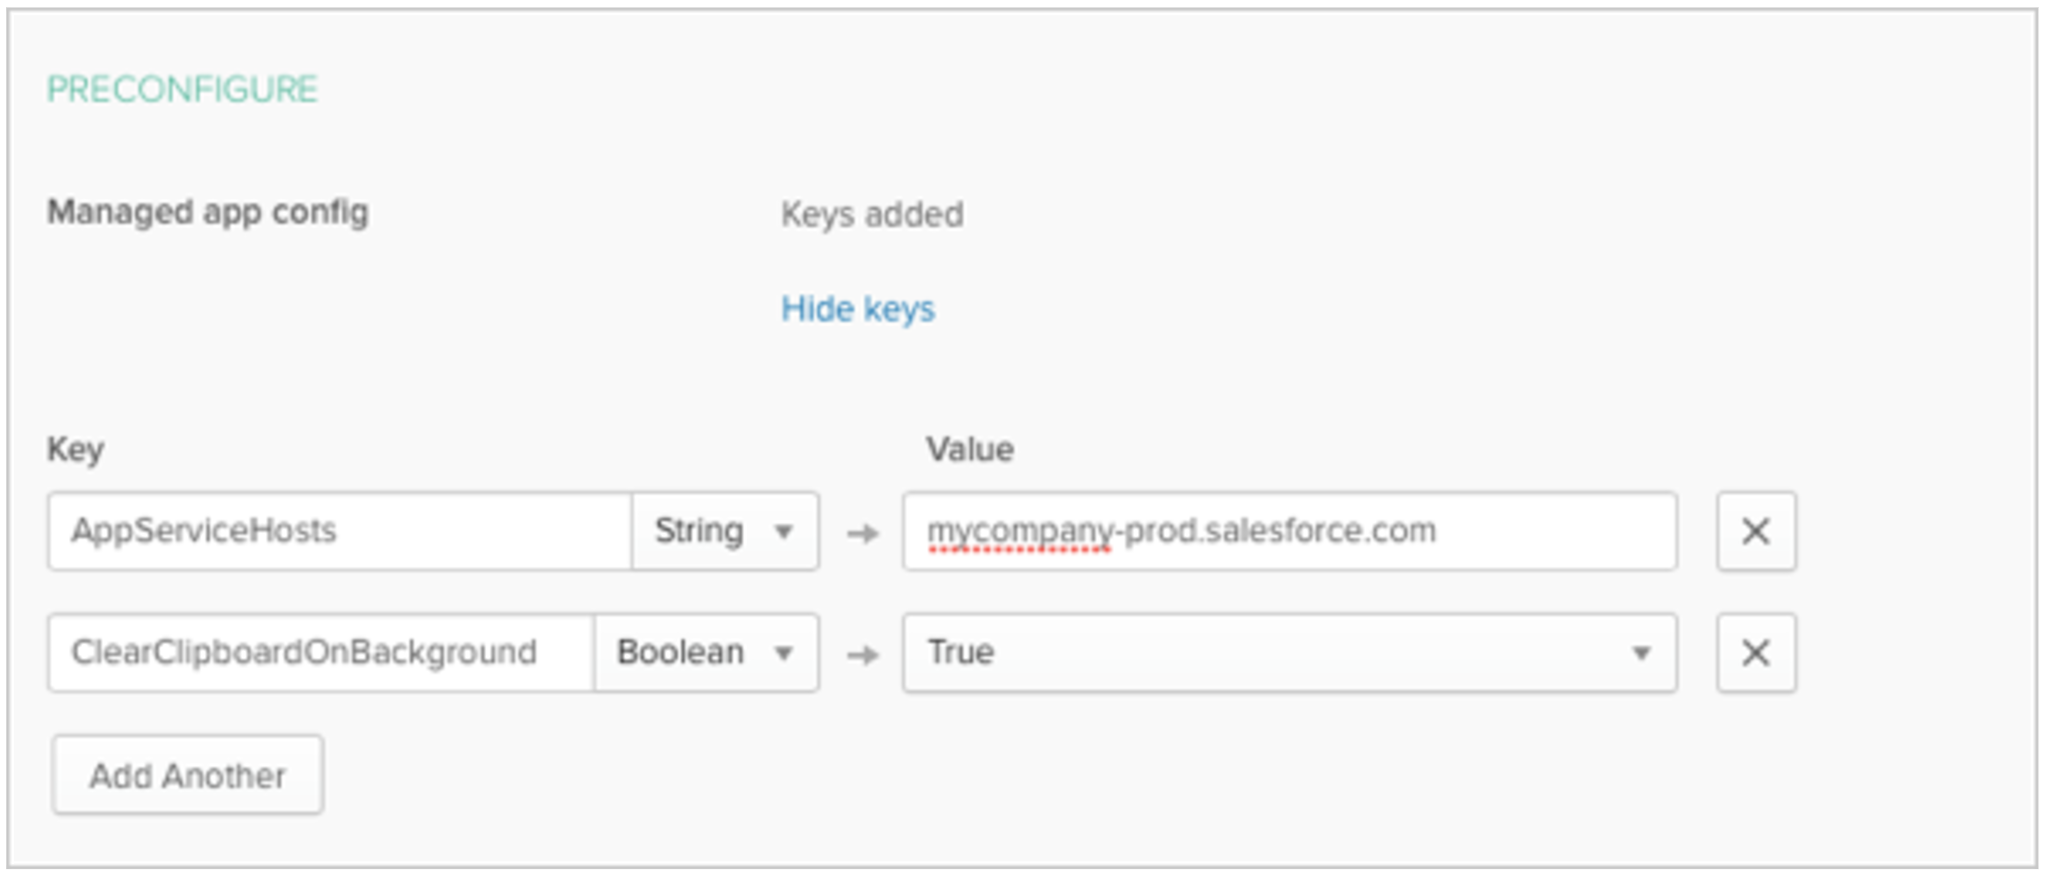 PRECONFIGURE
Managed app config Keys added
Hide keys
Key Value
AppServiceHosts String mycompany-prod.salesforce.com
ClearClipboardOnBackground Boolean True
Add Another